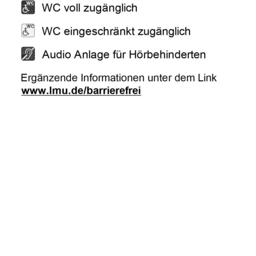 WC voll zugänglich
WC eingeschränkt zugänglich
Audio Anlage für Hörbehinderten
Ergänzende Informationen unter dem Link
www.lmu.de/barrierefrei